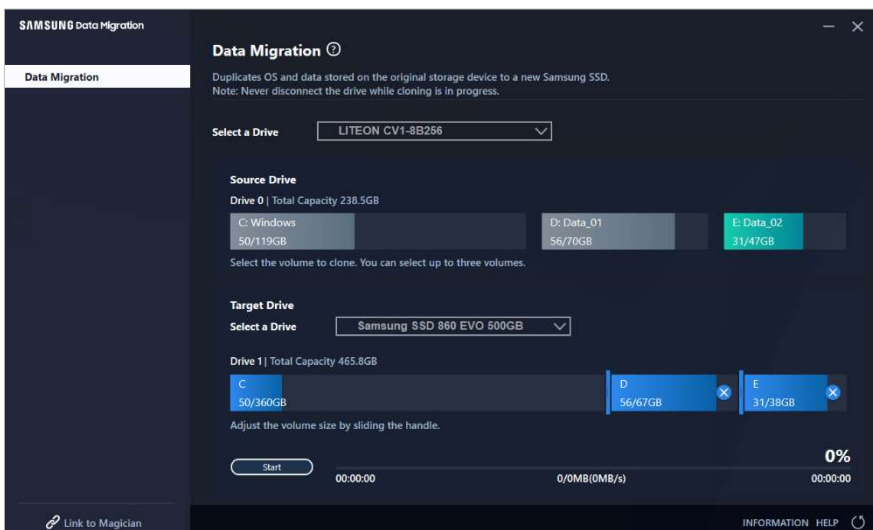 SAMSUNG Data Migration
Data Migration
Data Migration ?
Duplicates OS and data stored on the original storage device to a new Samsung SSD.
Note: Never disconnect the drive while cloning is in progress.
Select a Drive LITEON CV1-8B256
Source Drive
Drive 0 | Total Capacity 238.5GB
C: Windows D: Data_01 E: Data_02
50/119GB 56/70GB 31/47GB
Select the volume to clone. You can select up to three volumes.
Target Drive
Select a Drive Samsung SSD 860 EVO 500GB
Drive 1 | Total Capacity 465.8GB
C D E
50/360GB 56/67GB 31/38GB
Adjust the volume size by sliding the handle.
0%
Start
00:00:00 0/0MB(0MB/s) 00:00:00
Link to Magician INFORMATION HELP